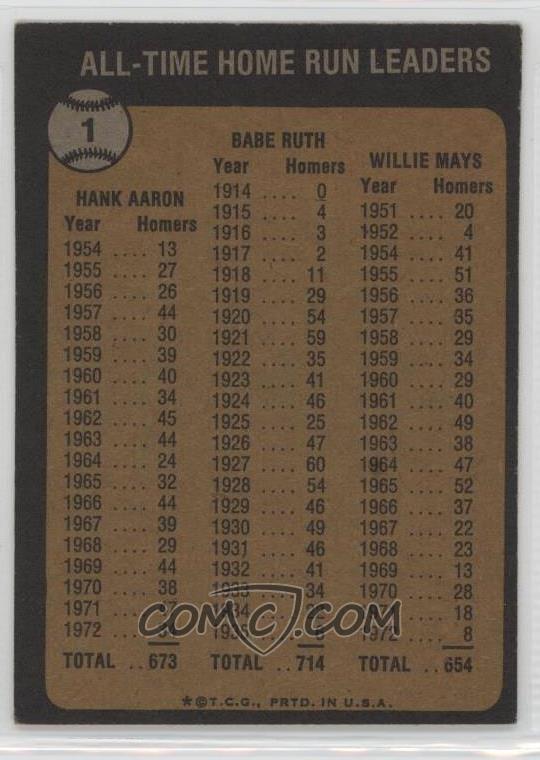 ALL-TIME HOME RUN LEADERS
1
HANK AARON
Year Homers
1954 .... 13
1955 .... 27
1956 .... 26
1957 .... 44
1958 .... 30
1959 .... 39
1960 .... 40
1961 .... 34
1962 .... 45
1963 .... 44
1964 .... 24
1965 .... 32
1966 .... 44
1967 .... 39
1968 .... 29
1969 .... 44
1970 .... 38
1971 ....
1972 ....
TOTAL ..673
BABE RUTH
Year Homers
1914 .... 0
1915 .... 4
1916 .... 3
1917 .... 2
1918 .... 11
1919 .... 29
1920 .... 54
1921 .... 59
1922 .... 35
1923 .... 41
1924 .... 46
1925 .... 25
1926 .... 47
1927 .... 60
1928 .... 54
1929 .... 46
1930 .... 49
1931 .... 46
1932 .... 41
1933 .... 34
1934
1935
TOTAL ..714
WILLIE MAYS
Year Homers
1951 .... 20
1952 .... 4
1954 .... 41
1955 .... 51
1956 .... 36
1957 .... 35
1958 .... 29
1959 .... 34
1960 .... 29
1961 .... 40
1962 .... 49
1963 .... 38
1964 .... 47
1965 .... 52
1966 .... 37
1967 .... 22
1968 .... 23
1969 .... 13
1970 .... 28
1971 .... 18
1972 .... 8
TOTAL ..654
COMC.COM
*©T.C.G., PRTD. IN U.S.A.